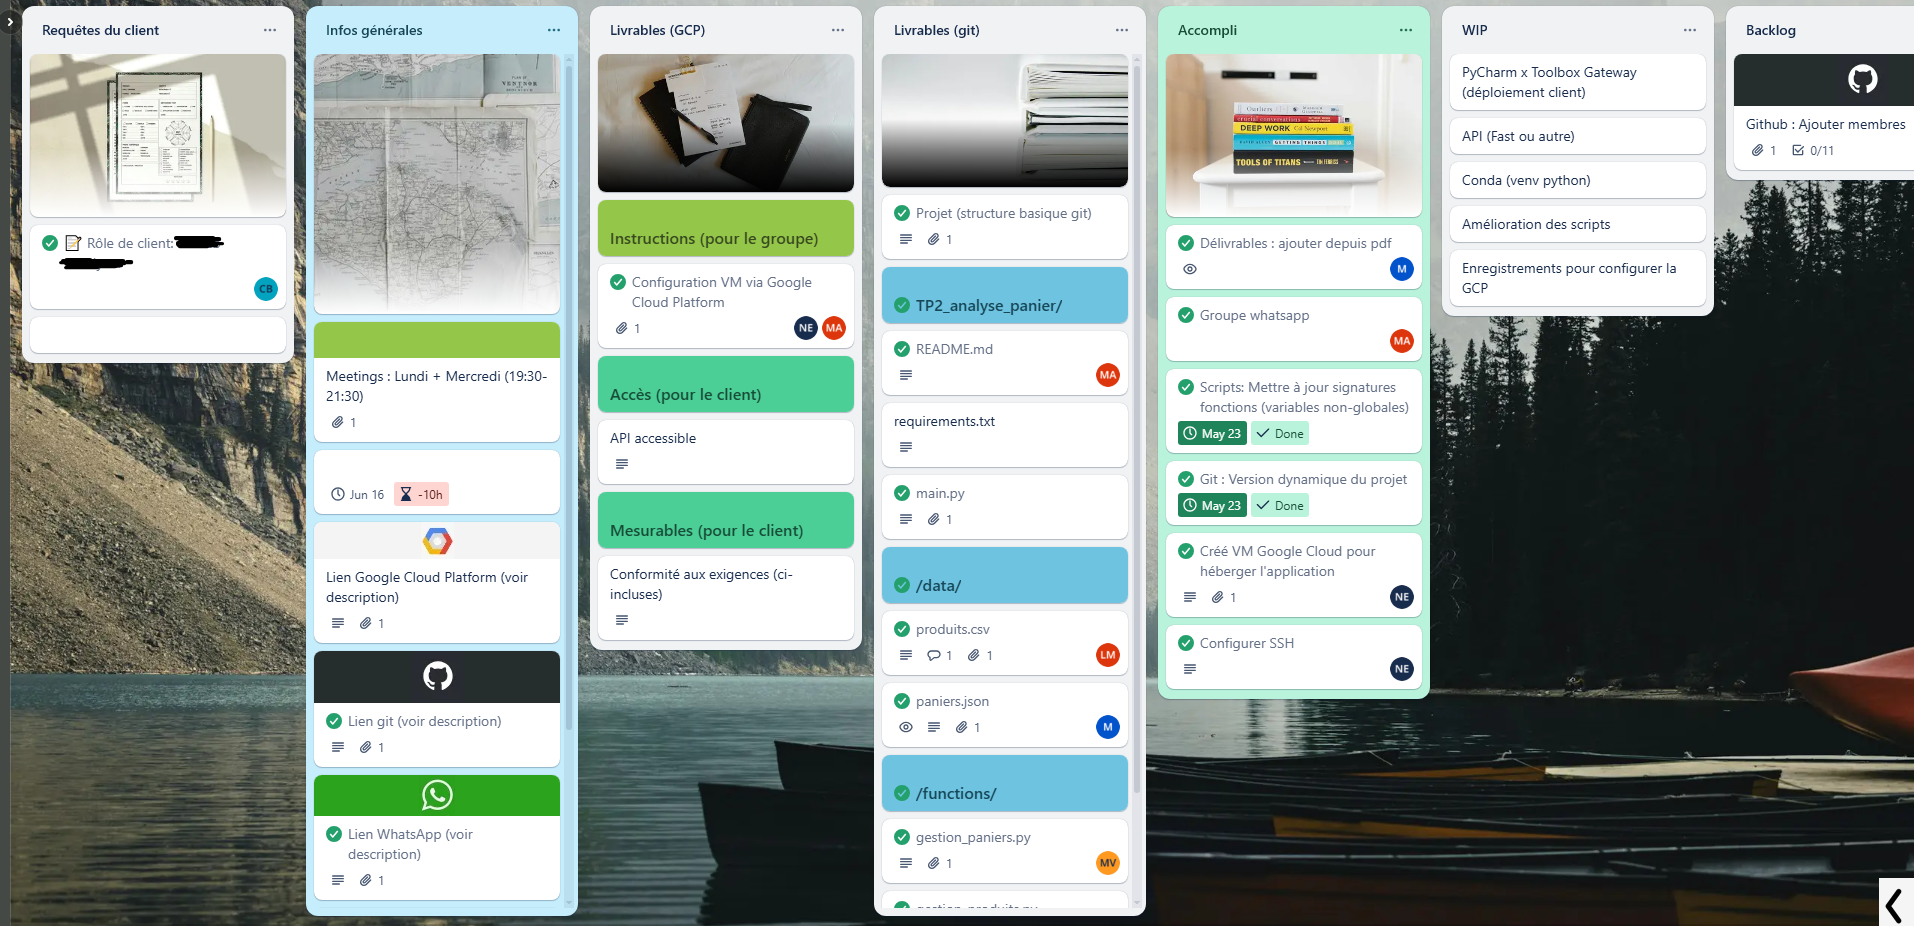 Requêtes du client
Rôle de client:
CB
Infos générales
Meetings : Lundi + Mercredi (19:30-
21:30)
1
Jun 16
-10h
Lien Google Cloud Platform (voir
description)
1
Lien git (voir description)
1
Lien WhatsApp (voir
description)
1
Livrables (GCP)
Instructions (pour le groupe)
Configuration VM via Google
Cloud Platform
1
NE
MA
Accès (pour le client)
API accessible
Mesurables (pour le client)
Conformité aux exigences (ci-
incluses)
Livrables (git)
Projet (structure basique git)
1
TP2_analyse_panier/
README.md
MA
requirements.txt
main.py
1
/data/
produits.csv
1
1
LM
paniers.json
1
M
/functions/
gestion_paniers.py
1
MV
Accompli
DEEP WORK Cal Newport
TOOLS OF TITANS TIM FERRISS
Délivrables : ajouter depuis pdf
M
Groupe whatsapp
MA
Scripts: Mettre à jour signatures
fonctions (variables non-globales)
May 23
Done
Git : Version dynamique du projet
May 23
Done
Créé VM Google Cloud pour
héberger l'application
1
NE
Configurer SSH
NE
WIP
PyCharm x Toolbox Gateway
(déploiement client)
API (Fast ou autre)
Conda (venv python)
Amélioration des scripts
Enregistrements pour configurer la
GCP
Backlog
Github : Ajouter membres
1
0/11